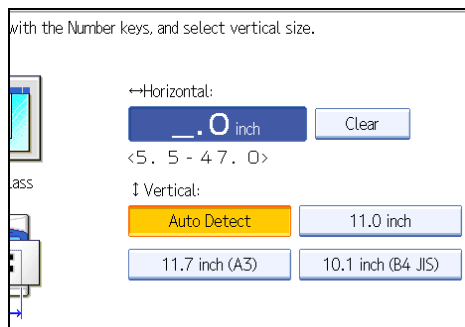 with the Number keys, and select vertical size.
↔Horizontal:
_.0 inch
Clear
<5.5-47.0>
lass
↕Vertical:
Auto Detect
11.0 inch
11.7 inch (A3)
10.1 inch (B4 JIS)